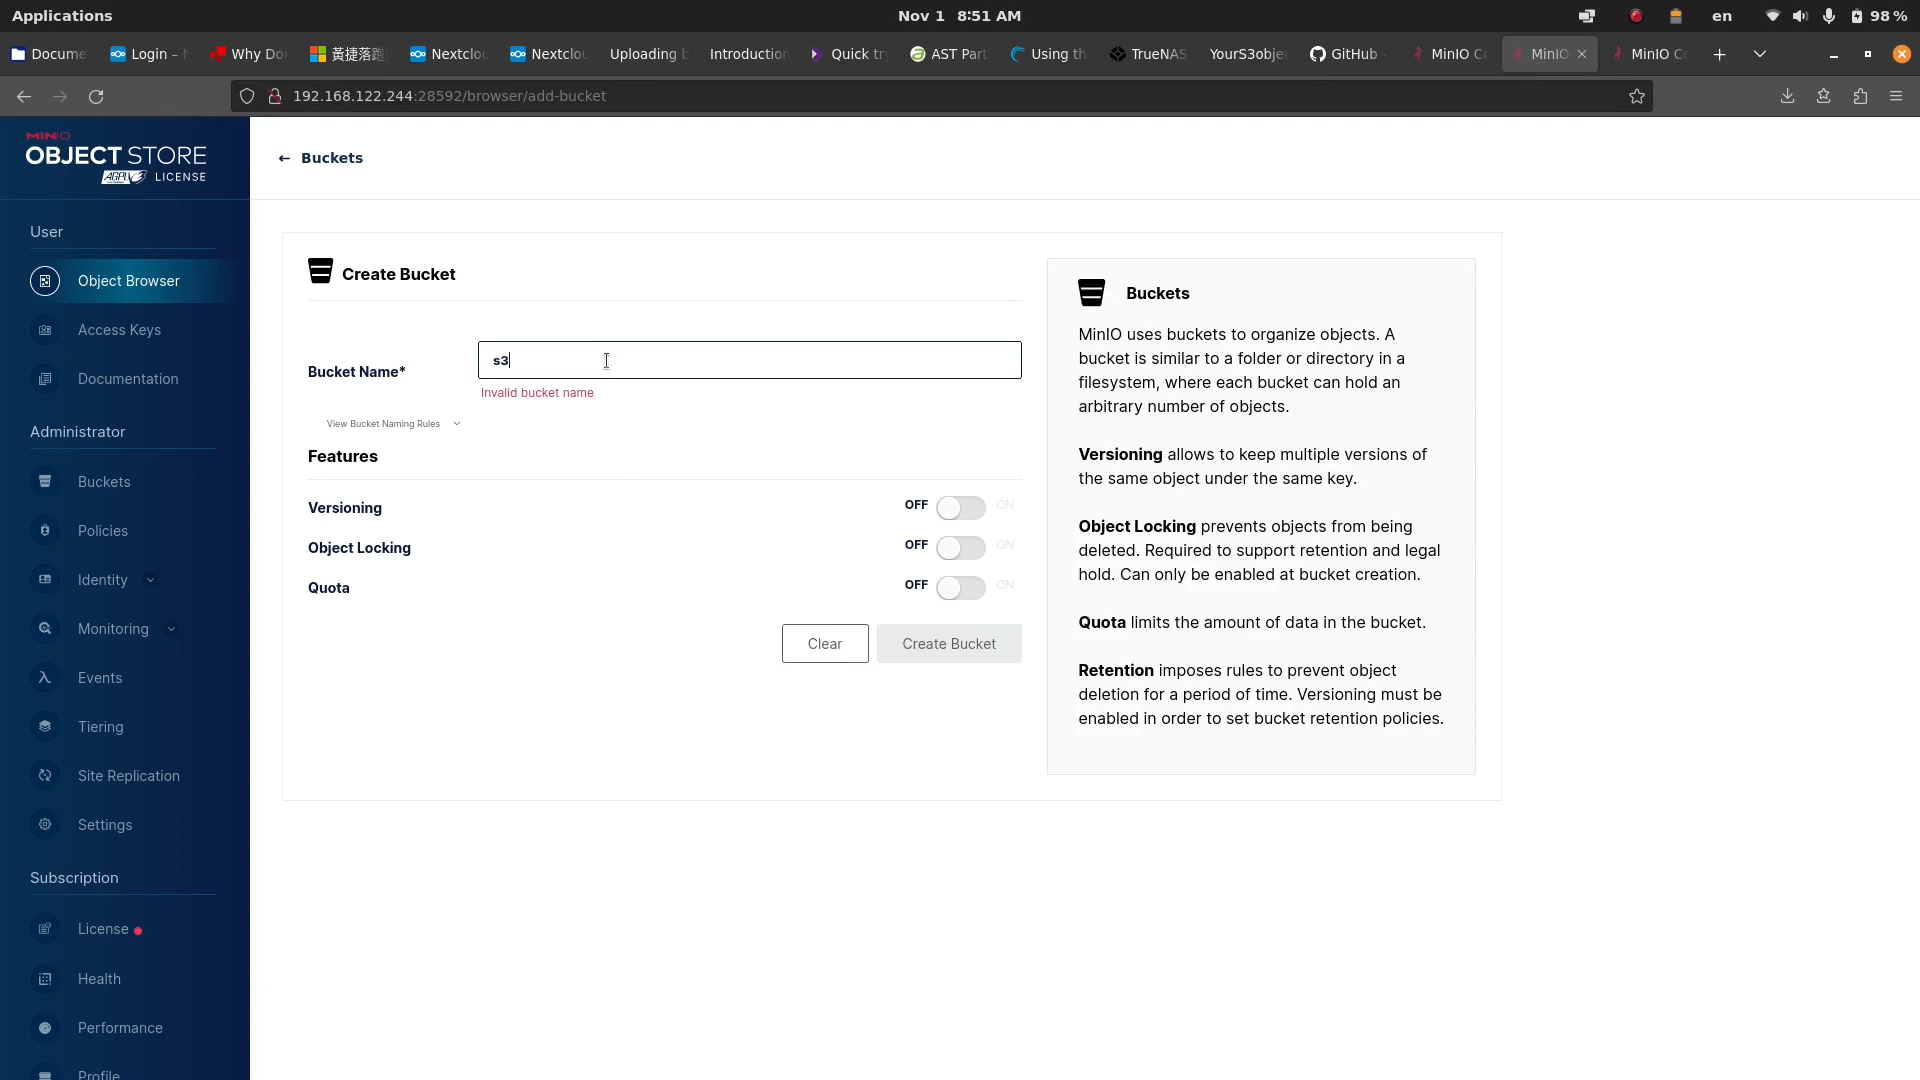 Applications
Nov 1 8:51 AM
en
98 %
Docume
Login –
Why Do
黃捷落跑
Nextclou
Nextclou
Uploading b
Introduction
Quick try
AST Part
Using th
TrueNAS
YourS3obje
GitHub
MinIO Co
MinIO
MinIO Co
192.168.122.244:28592/browser/add-bucket
MINIO
OBJECT STORE
AGPL LICENSE
User
Object Browser
Access Keys
Documentation
Administrator
Buckets
Policies
Identity
Monitoring
Events
Tiering
Site Replication
Settings
Subscription
License
Health
Performance
Profile
← Buckets
Create Bucket
Bucket Name*
s3
Invalid bucket name
View Bucket Naming Rules
Features
Versioning
OFF ON
Object Locking
OFF ON
Quota
OFF ON
Clear
Create Bucket
Buckets
MinIO uses buckets to organize objects. A
bucket is similar to a folder or directory in a
filesystem, where each bucket can hold an
arbitrary number of objects.
Versioning allows to keep multiple versions of
the same object under the same key.
Object Locking prevents objects from being
deleted. Required to support retention and legal
hold. Can only be enabled at bucket creation.
Quota limits the amount of data in the bucket.
Retention imposes rules to prevent object
deletion for a period of time. Versioning must be
enabled in order to set bucket retention policies.